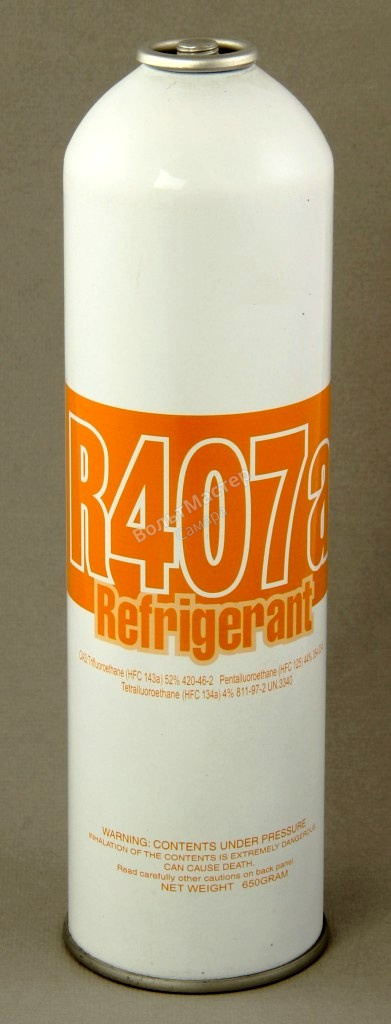 R407a
ВольтМастер
Самара
Refrigerant
CAS: Trifluoroethane (HFC 143a) 52% 420-46-2 Pentafluoroethane (HFC 125) 44%
Tetrafluoroethane (HFC 134a) 4% 811-97-2 UN.3340
WARNING: CONTENTS UNDER PRESSURE
INHALATION OF THE CONTENTS IS EXTREMELY DANGEROUS.
CAN CAUSE DEATH.
Read carefully other cautions on back panel
NET WEIGHT 650GRAM